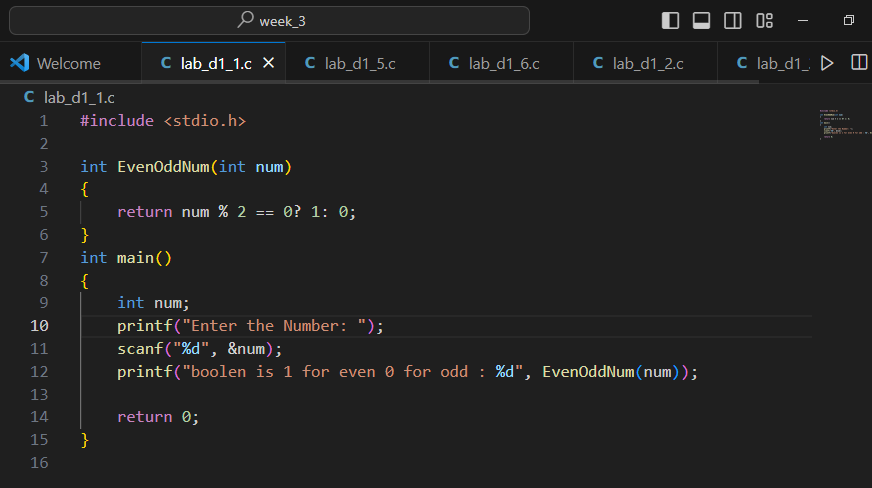 week_3
Welcome lab_d1_1.c lab_d1_5.c lab_d1_6.c lab_d1_2.c lab_d1_
C lab_d1_1.c
1 #include <stdio.h>
2
3 int EvenOddNum(int num)
4 {
5 return num % 2 == 0? 1: 0;
6 }
7 int main()
8 {
9 int num;
10 printf("Enter the Number: ");
11 scanf("%d", &num);
12 printf("boolen is 1 for even 0 for odd : %d", EvenOddNum(num));
13
14 return 0;
15 }
16